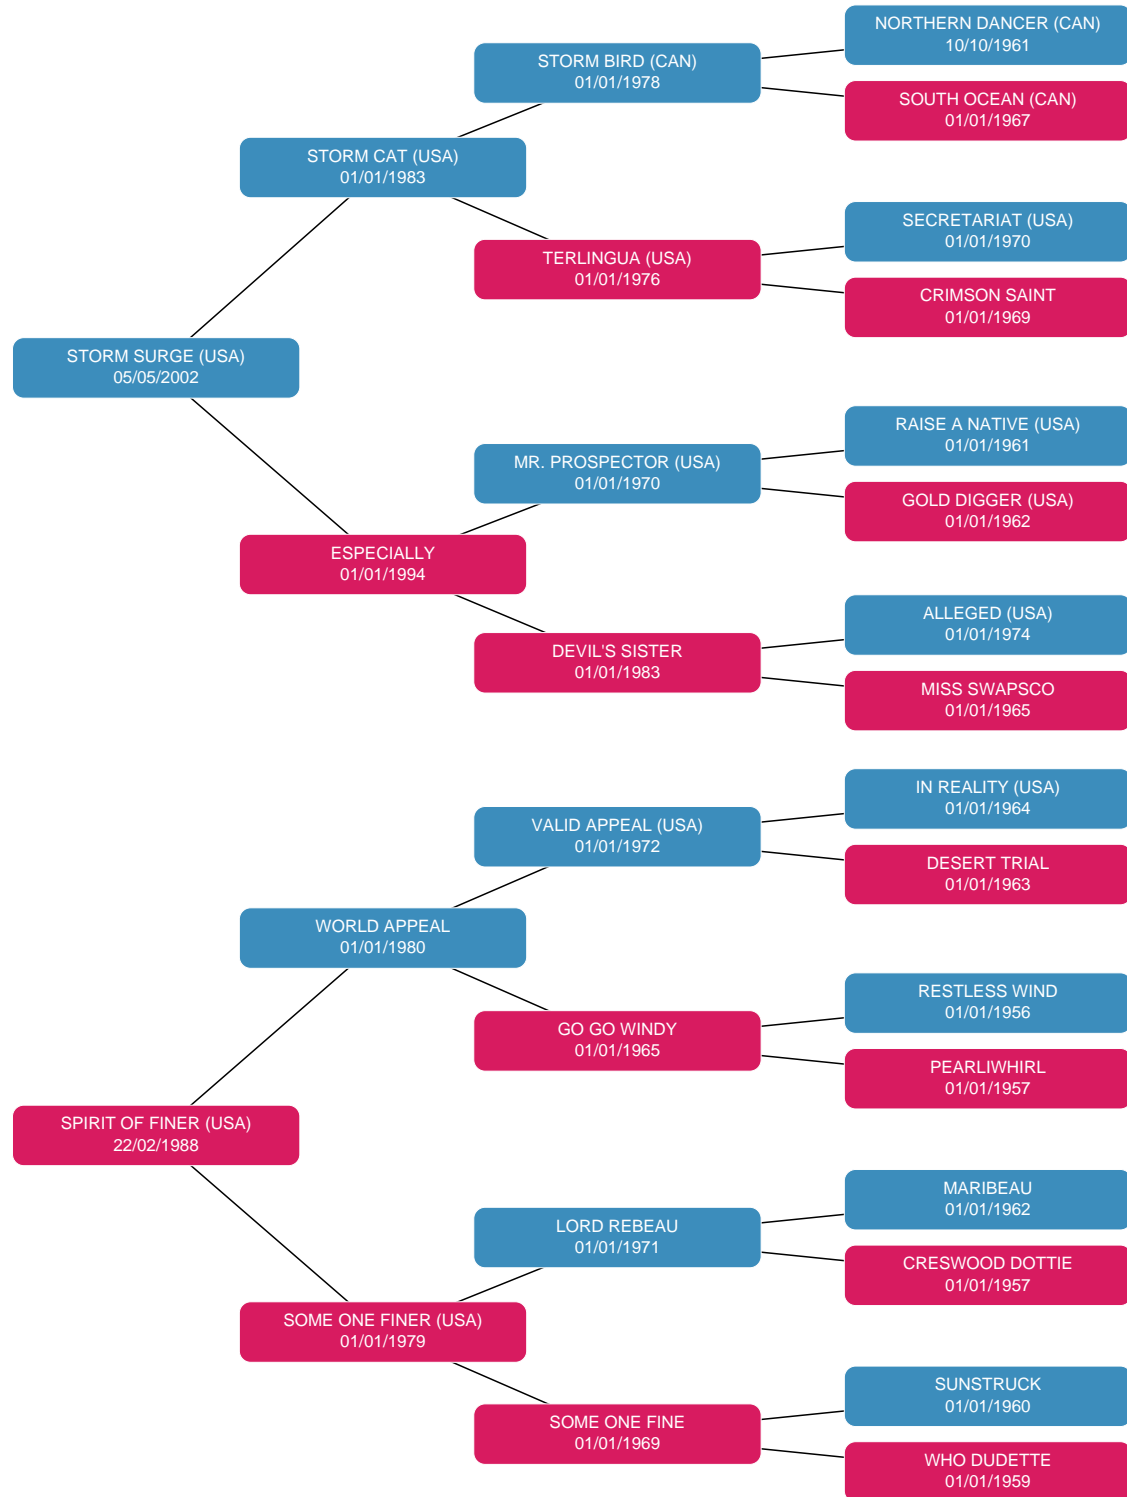 NORTHERN DANCER (CAN)
10/10/1961
STORM BIRD (CAN)
01/01/1978
SOUTH OCEAN (CAN)
01/01/1967
STORM CAT (USA)
01/01/1983
SECRETARIAT (USA)
01/01/1970
TERLINGUA (USA)
01/01/1976
CRIMSON SAINT
01/01/1969
STORM SURGE (USA)
05/05/2002
RAISE A NATIVE (USA)
01/01/1961
MR. PROSPECTOR (USA)
01/01/1970
GOLD DIGGER (USA)
01/01/1962
ESPECIALLY
01/01/1994
ALLEGED (USA)
01/01/1974
DEVIL'S SISTER
01/01/1983
MISS SWAPSCO
01/01/1965
IN REALITY (USA)
01/01/1964
VALID APPEAL (USA)
01/01/1972
DESERT TRIAL
01/01/1963
WORLD APPEAL
01/01/1980
RESTLESS WIND
01/01/1956
GO GO WINDY
01/01/1965
PEARLIWHIRL
01/01/1957
SPIRIT OF FINER (USA)
22/02/1988
MARIBEAU
01/01/1962
LORD REBEAU
01/01/1971
CRESWOOD DOTTIE
01/01/1957
SOME ONE FINER (USA)
01/01/1979
SUNSTRUCK
01/01/1960
SOME ONE FINE
01/01/1969
WHO DUDETTE
01/01/1959